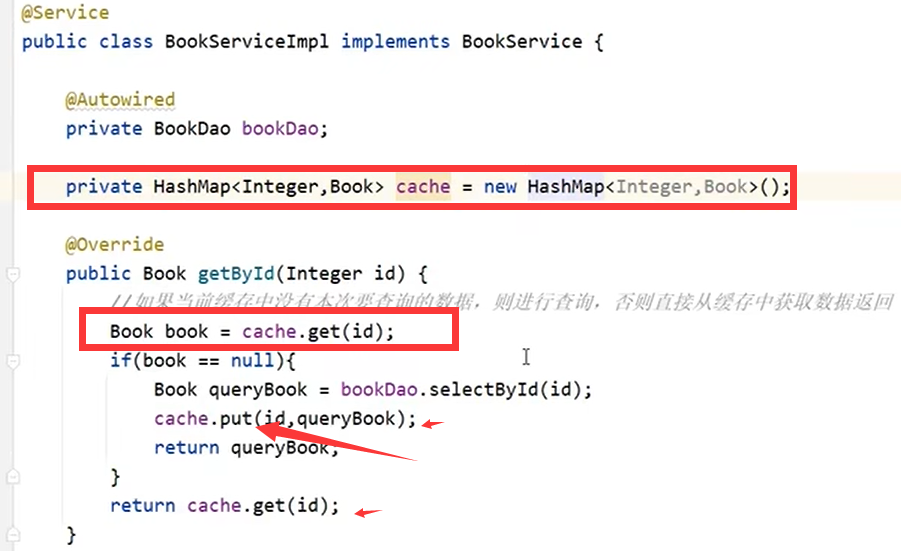 @Service
public class BookServiceImpl implements BookService {
@Autowired
private BookDao bookDao;
private HashMap<Integer,Book> cache = new HashMap<Integer,Book>();
@Override
public Book getById(Integer id) {
//如果当前缓存中没有本次要查询的数据，则进行查询，否则直接从缓存中获取数据返回
Book book = cache.get(id);
if(book == null){
Book queryBook = bookDao.selectById(id);
cache.put(id,queryBook);
return queryBook;
}
return cache.get(id);
}